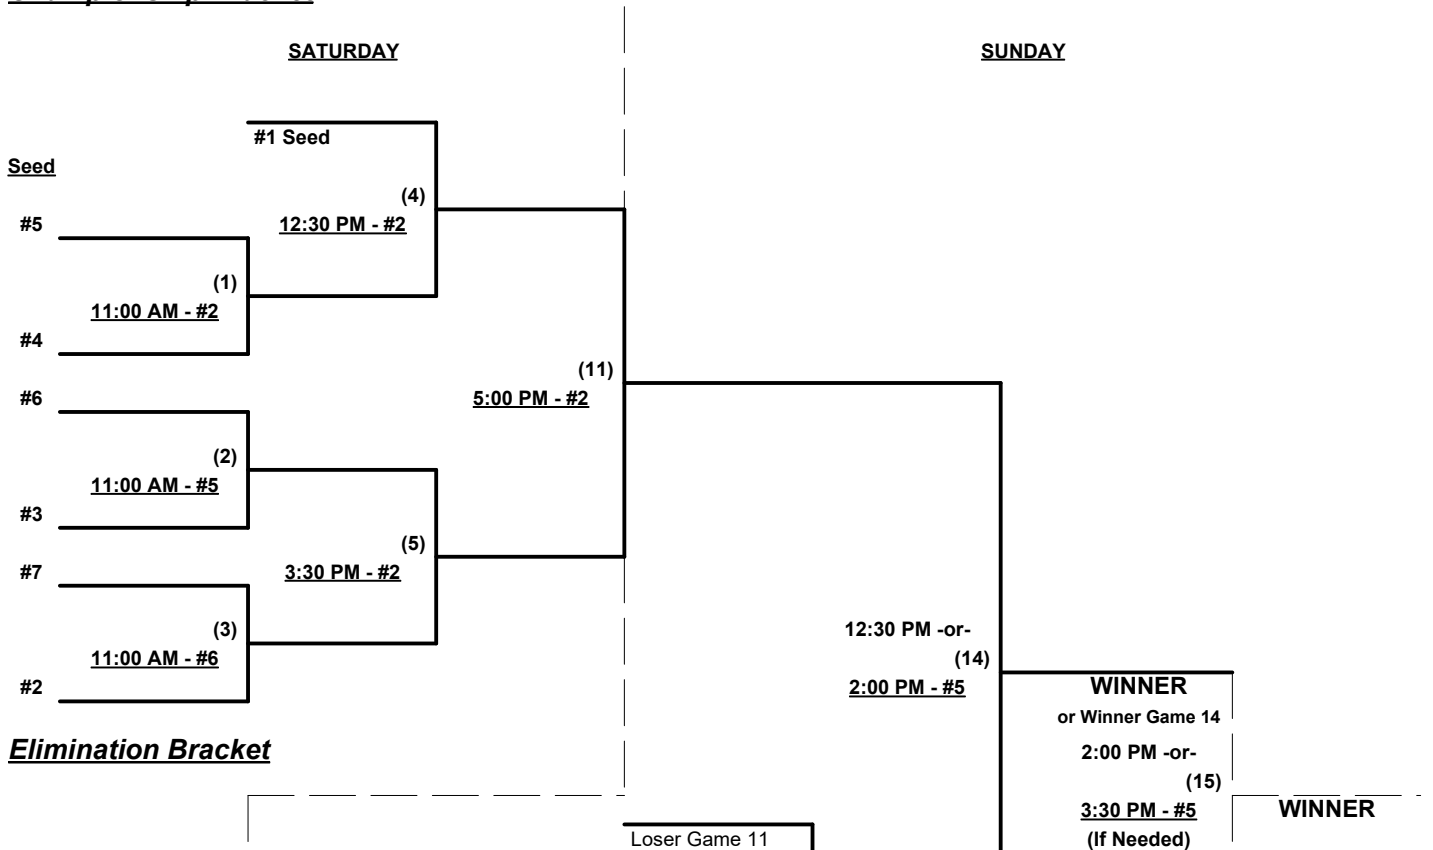 SATURDAY
SUNDAY
#1 Seed
Seed
(4)
#5
12:30 PM - #2
(1)
11:00 AM - #2
#4
(11)
#6
5:00 PM - #2
(2)
11:00 AM - #5
#3
(5)
#7
3:30 PM - #2
(3)
12:30 PM -or-
11:00 AM - #6
(14)
#2
2:00 PM - #5
WINNER
or Winner Game 14
Elimination Bracket
2:00 PM -or-
(15)
3:30 PM - #5
WINNER
Loser Game 11
(If Needed)